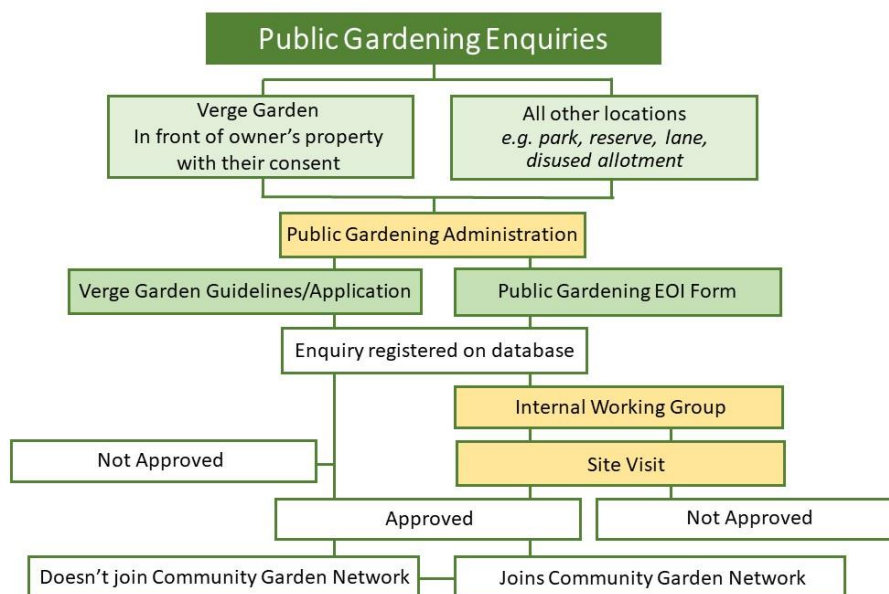 Public Gardening Enquiries
Verge Garden
In front of owner's property
with their consent
All other locations
e.g. park, reserve, lane,
disused allotment
Public Gardening Administration
Verge Garden Guidelines/Application
Public Gardening EOI Form
Enquiry registered on database
Internal Working Group
Not Approved
Site Visit
Approved
Not Approved
Doesn't join Community Garden Network
Joins Community Garden Network